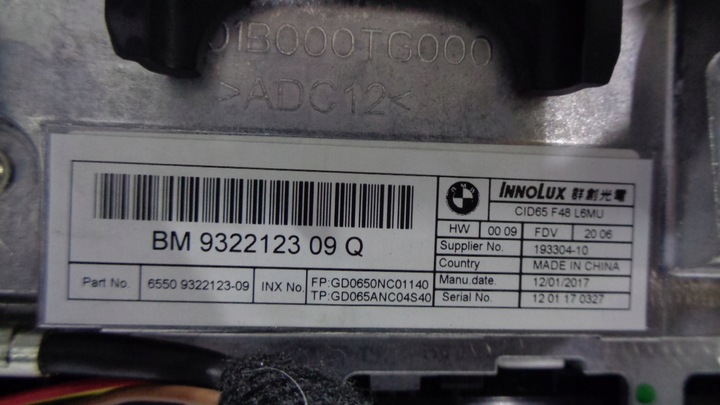 01B000TG000
>ADC12<
BM 9322123 09 Q
Part No. 6550 9322123-09 INX No. FP:GD0650NC01140
TP:GD065ANC04S40
INNOLUX 群創光電
CID65 F48 L6MU
HW 00 09 FDV 20 06
Supplier No. 193304-10
Country MADE IN CHINA
Manu.date. 12/01/2017
Serial No. 12 01 17 0327